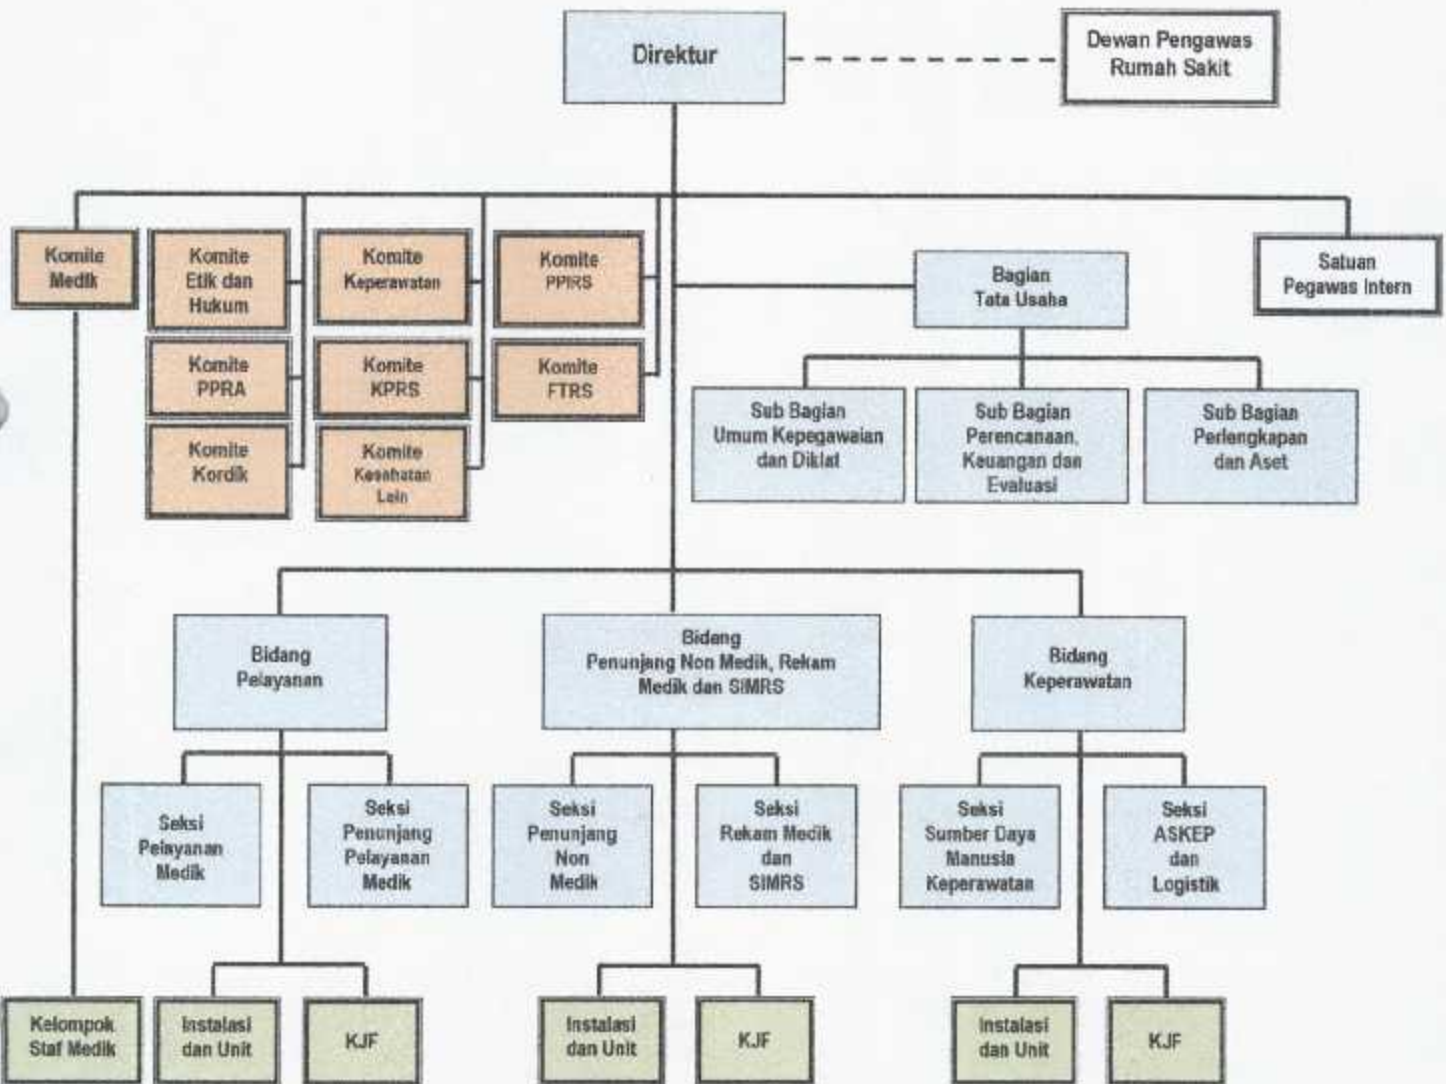 Direktur
Dewan Pengawas
Rumah Sakit
Komite
Medik
Komite
Etik dan
Hukum
Komite
Keperawatan
Komite
PPIRS
Bagian
Tata Usaha
Satuan
Pegawas Intern
Komite
PPRA
Komite
KPRS
Komite
FTRS
Komite
Kordik
Komite
Kesehatan
Lain
Sub Bagian
Umum Kepegawaian
dan Diklat
Sub Bagian
Perencanaan,
Keuangan dan
Evaluasi
Sub Bagian
Perlengkapan
dan Aset
Bidang
Pelayanan
Bidang
Penunjang Non Medik, Rekam
Medik dan SIMRS
Bidang
Keperawatan
Seksi
Pelayanan
Medik
Seksi
Penunjang
Pelayanan
Medik
Seksi
Penunjang
Non
Medik
Seksi
Rekam Medik
dan
SIMRS
Seksi
Sumber Daya
Manusia
Keperawatan
Seksi
ASKEP
dan
Logistik
Kelompok
Staf Medik
Instalasi
dan Unit
KJF
Instalasi
dan Unit
KJF
Instalasi
dan Unit
KJF